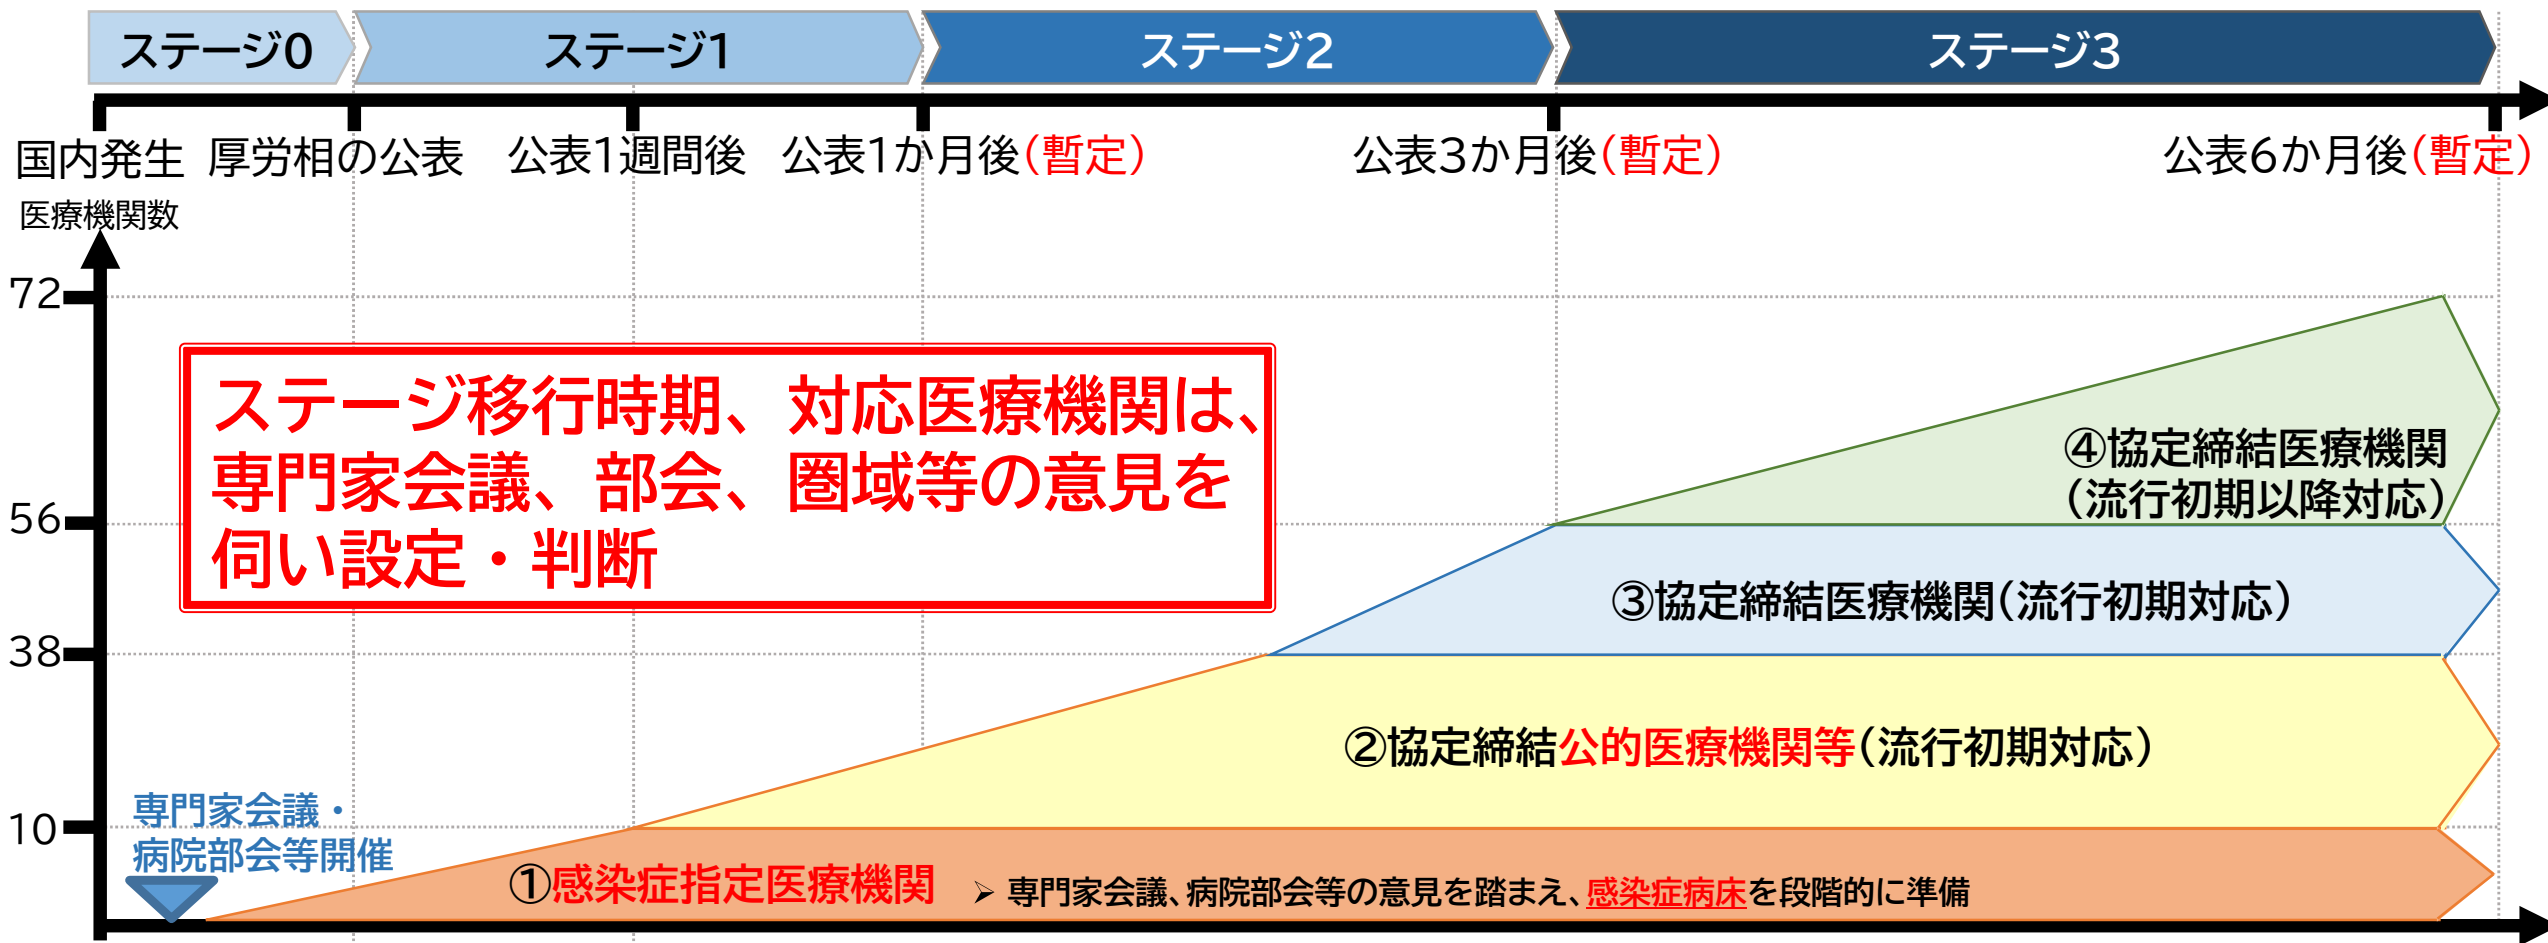 ステージ0
ステージ1
ステージ2
ステージ3
国内発生
厚労相の公表
公表1週間後
公表1か月後(暫定)
公表3か月後(暫定)
公表6か月後(暫定)
医療機関数
72
56
38
10
ステージ移行時期、対応医療機関は、
専門家会議、部会、圏域等の意見を
伺い設定・判断
④協定締結医療機関
(流行初期以降対応)
③協定締結医療機関(流行初期対応)
②協定締結公的医療機関等(流行初期対応)
専門家会議・
病院部会等開催
①感染症指定医療機関
➢ 専門家会議、病院部会等の意見を踏まえ、感染症病床を段階的に準備